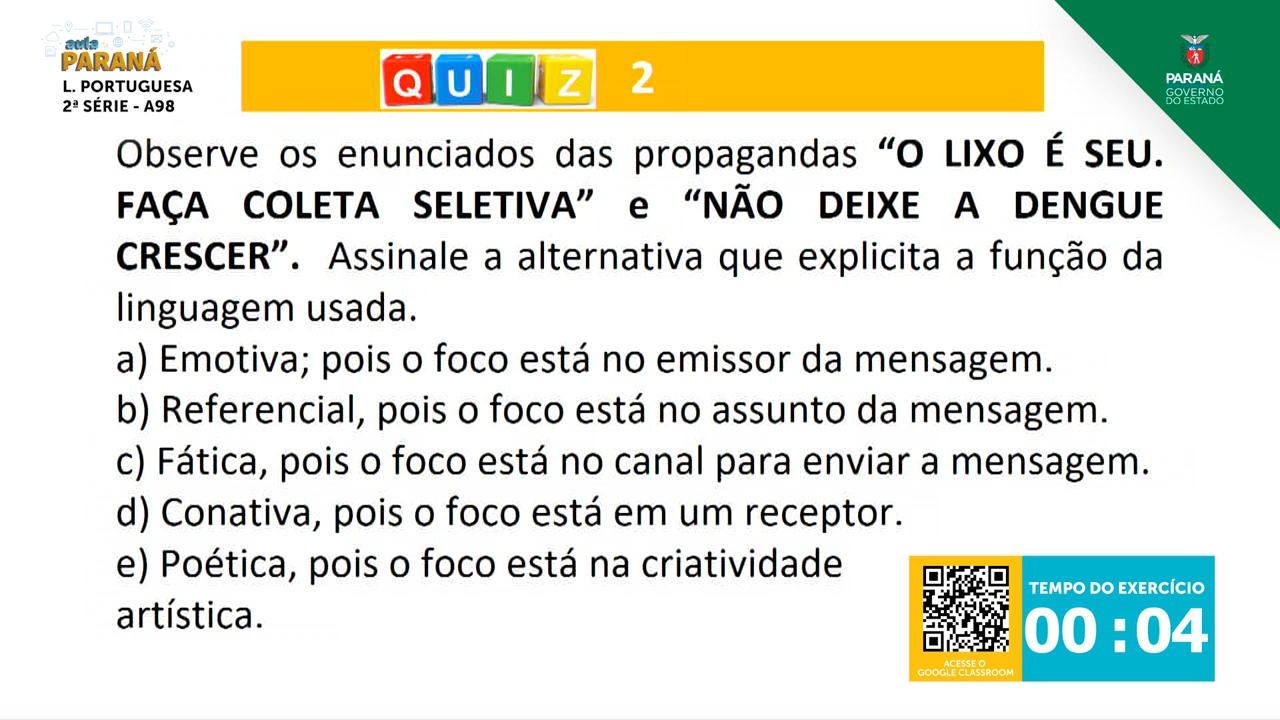 aula
PARANÁ
L. PORTUGUESA
2ª SÉRIE - A98
QUIZ 2
PARANÁ
GOVERNO
DO ESTADO
Observe os enunciados das propagandas “O LIXO É SEU.
FAÇA COLETA SELETIVA” e “NÃO DEIXE A DENGUE
CRESCER”. Assinale a alternativa que explicita a função da
linguagem usada.
a) Emotiva; pois o foco está no emissor da mensagem.
b) Referencial, pois o foco está no assunto da mensagem.
c) Fática, pois o foco está no canal para enviar a mensagem.
d) Conativa, pois o foco está em um receptor.
e) Poética, pois o foco está na criatividade
artística.
TEMPO DO EXERCÍCIO
00 : 04
ACESSE O
GOOGLE CLASSROOM